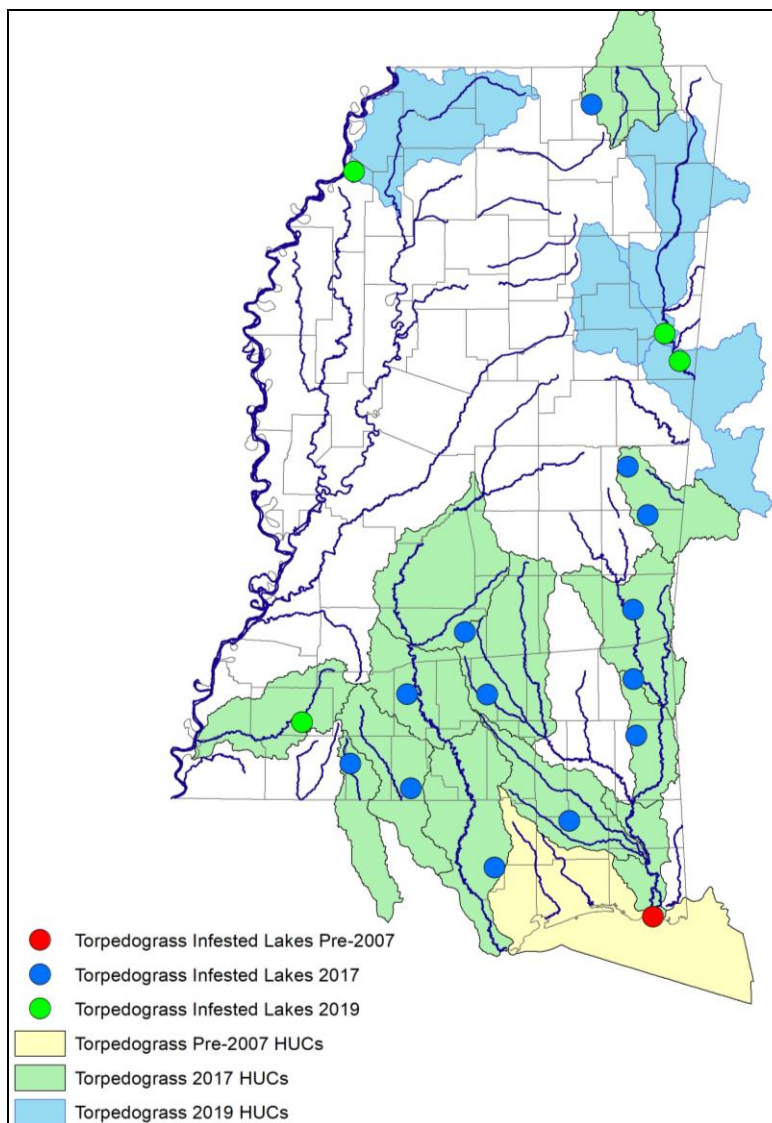 Torpedograss Infested Lakes Pre-2007
Torpedograss Infested Lakes 2017
Torpedograss Infested Lakes 2019
Torpedograss Pre-2007 HUCs
Torpedograss 2017 HUCs
Torpedograss 2019 HUCs